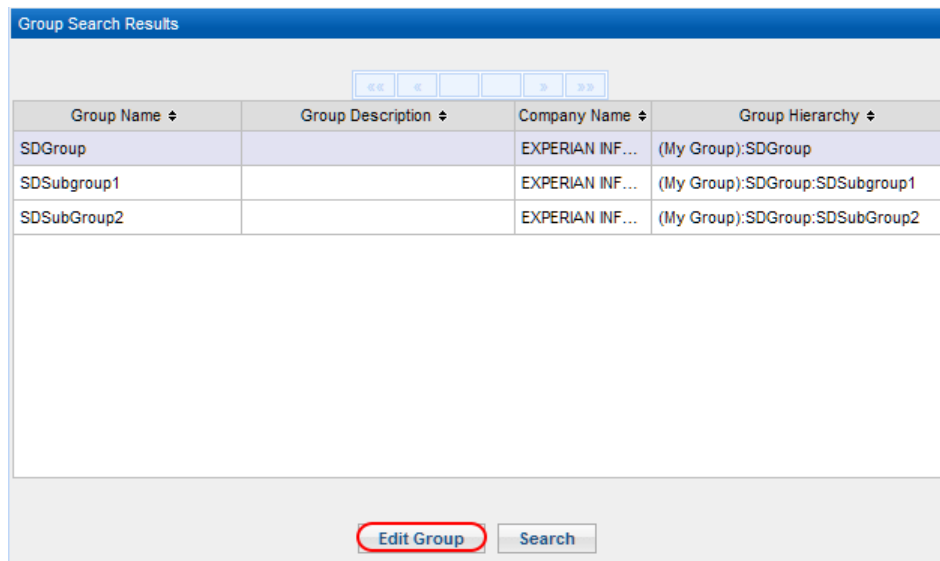 Group Search Results
«« « » »»
Group Name Group Description Company Name Group Hierarchy
SDGroup EXPERIAN INF... (My Group):SDGroup
SDSubgroup1 EXPERIAN INF... (My Group):SDGroup:SDSubgroup1
SDSubGroup2 EXPERIAN INF... (My Group):SDGroup:SDSubGroup2
Edit Group Search